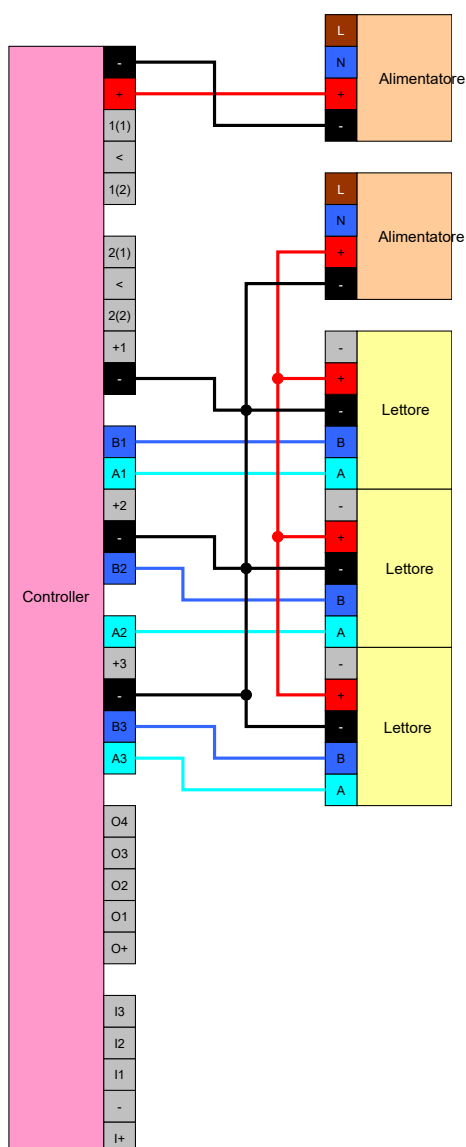 Controller
-
+
1(1)
<
1(2)
2(1)
<
2(2)
+1
-
B1
A1
+2
-
B2
A2
+3
-
B3
A3
O4
O3
O2
O1
O+
I3
I2
I1
-
I+
L
N
+
-
Alimentatore
L
N
+
-
Alimentatore
-
+
-
B
A
Lettore
-
+
-
B
A
Lettore
-
+
-
B
A
Lettore